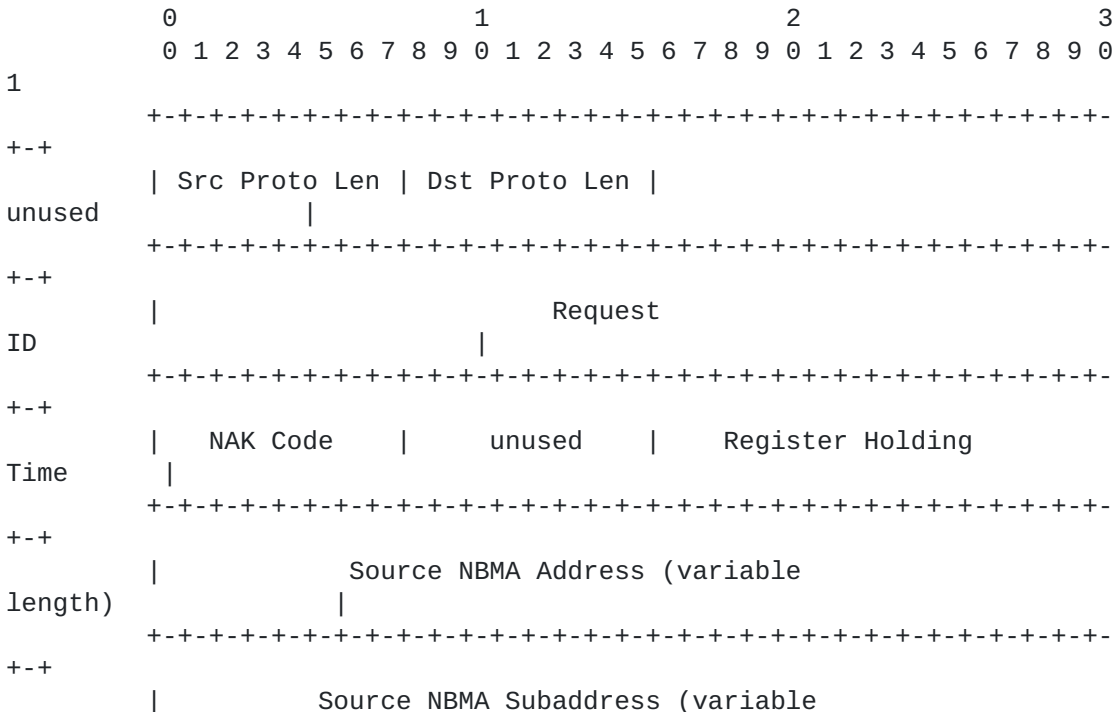 0                   1                   2                   3
0 1 2 3 4 5 6 7 8 9 0 1 2 3 4 5 6 7 8 9 0 1 2 3 4 5 6 7 8 9 0
1
+-+-+-+-+-+-+-+-+-+-+-+-+-+-+-+-+-+-+-+-+-+-+-+-+-+-+-+-+-+-+-
+-+
| Src Proto Len | Dst Proto Len |
unused             |
+-+-+-+-+-+-+-+-+-+-+-+-+-+-+-+-+-+-+-+-+-+-+-+-+-+-+-+-+-+-+-
+-+
|                         Request
ID                            |
+-+-+-+-+-+-+-+-+-+-+-+-+-+-+-+-+-+-+-+-+-+-+-+-+-+-+-+-+-+-+-
+-+
|   NAK Code    |     unused    |    Register Holding
Time      |
+-+-+-+-+-+-+-+-+-+-+-+-+-+-+-+-+-+-+-+-+-+-+-+-+-+-+-+-+-+-+-
+-+
|            Source NBMA Address (variable
length)              |
+-+-+-+-+-+-+-+-+-+-+-+-+-+-+-+-+-+-+-+-+-+-+-+-+-+-+-+-+-+-+-
+-+
|          Source NBMA Subaddress (variable